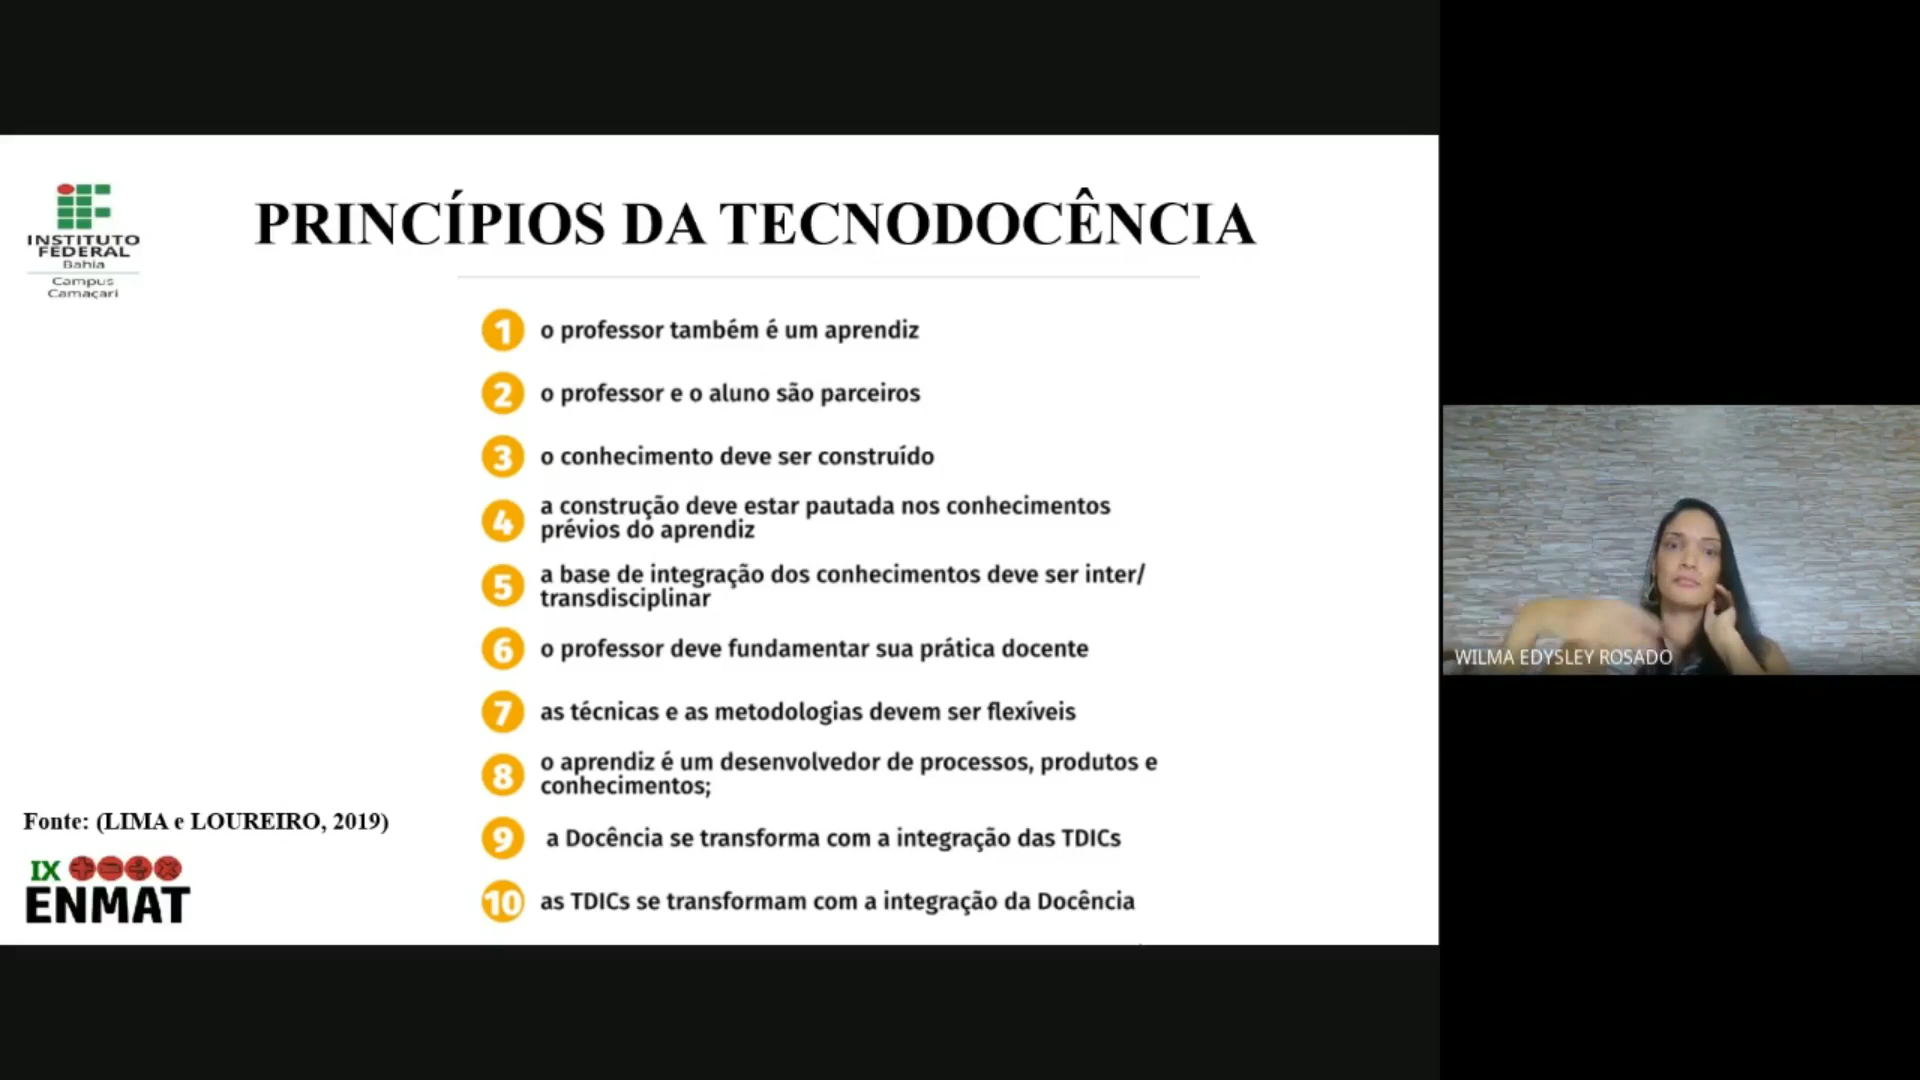 INSTITUTO
FEDERAL
Bahia
Campus
Camaçari
PRINCÍPIOS DA TECNODOCÊNCIA
1 o professor também é um aprendiz
2 o professor e o aluno são parceiros
3 o conhecimento deve ser construído
4 a construção deve estar pautada nos conhecimentos
prévios do aprendiz
5 a base de integração dos conhecimentos deve ser inter/
transdisciplinar
6 o professor deve fundamentar sua prática docente
7 as técnicas e as metodologias devem ser flexíveis
8 o aprendiz é um desenvolvedor de processos, produtos e
conhecimentos;
9 a Docência se transforma com a integração das TDICs
10 as TDICs se transformam com a integração da Docência
Fonte: (LIMA e LOUREIRO, 2019)
IX
ENMAT
WILMA EDYSLEY ROSADO